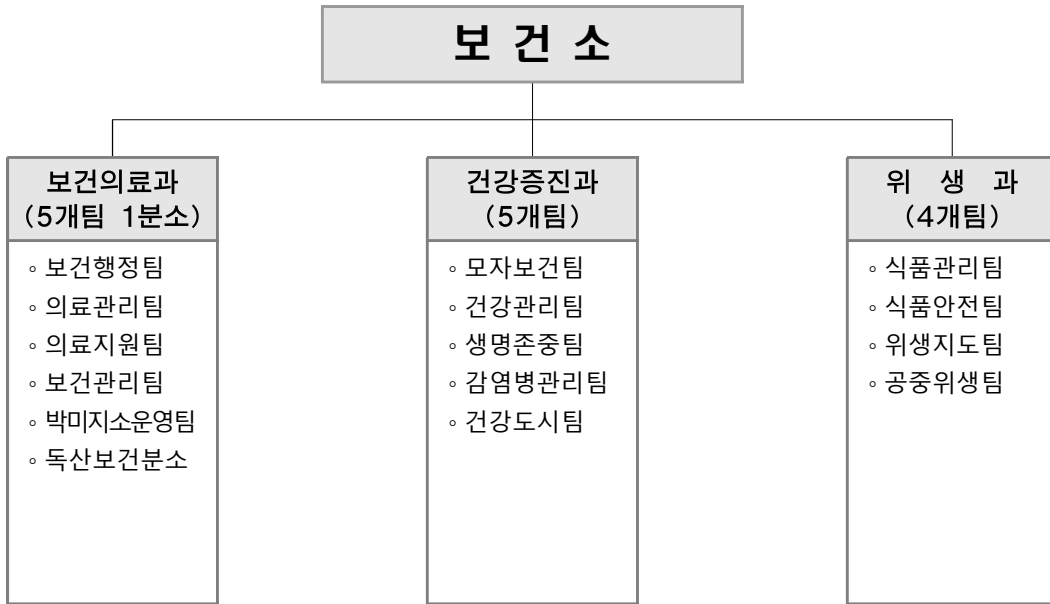 보 건 소
보건의료과
(5개팀 1분소)
◦ 보건행정팀
◦ 의료관리팀
◦ 의료지원팀
◦ 보건관리팀
◦ 박미지소운영팀
◦ 독산보건분소
건강증진과
(5개팀)
◦ 모자보건팀
◦ 건강관리팀
◦ 생명존중팀
◦ 감염병관리팀
◦ 건강도시팀
위 생 과
(4개팀)
◦ 식품관리팀
◦ 식품안전팀
◦ 위생지도팀
◦ 공중위생팀